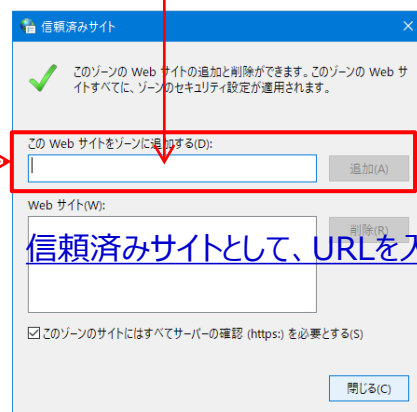 信頼済みサイト
このゾーンの Web サイトの追加と削除ができます。このゾーンの Web サ
イトすべてに、ゾーンのセキュリティ設定が適用されます。
この Web サイトをゾーンに追加する(D):
追加(A)
Web サイト(W):
削除(R)
信頼済みサイトとして、URLを入
このゾーンのサイトにはすべてサーバーの確認 (https:) を必要とする(S)
閉じる(C)